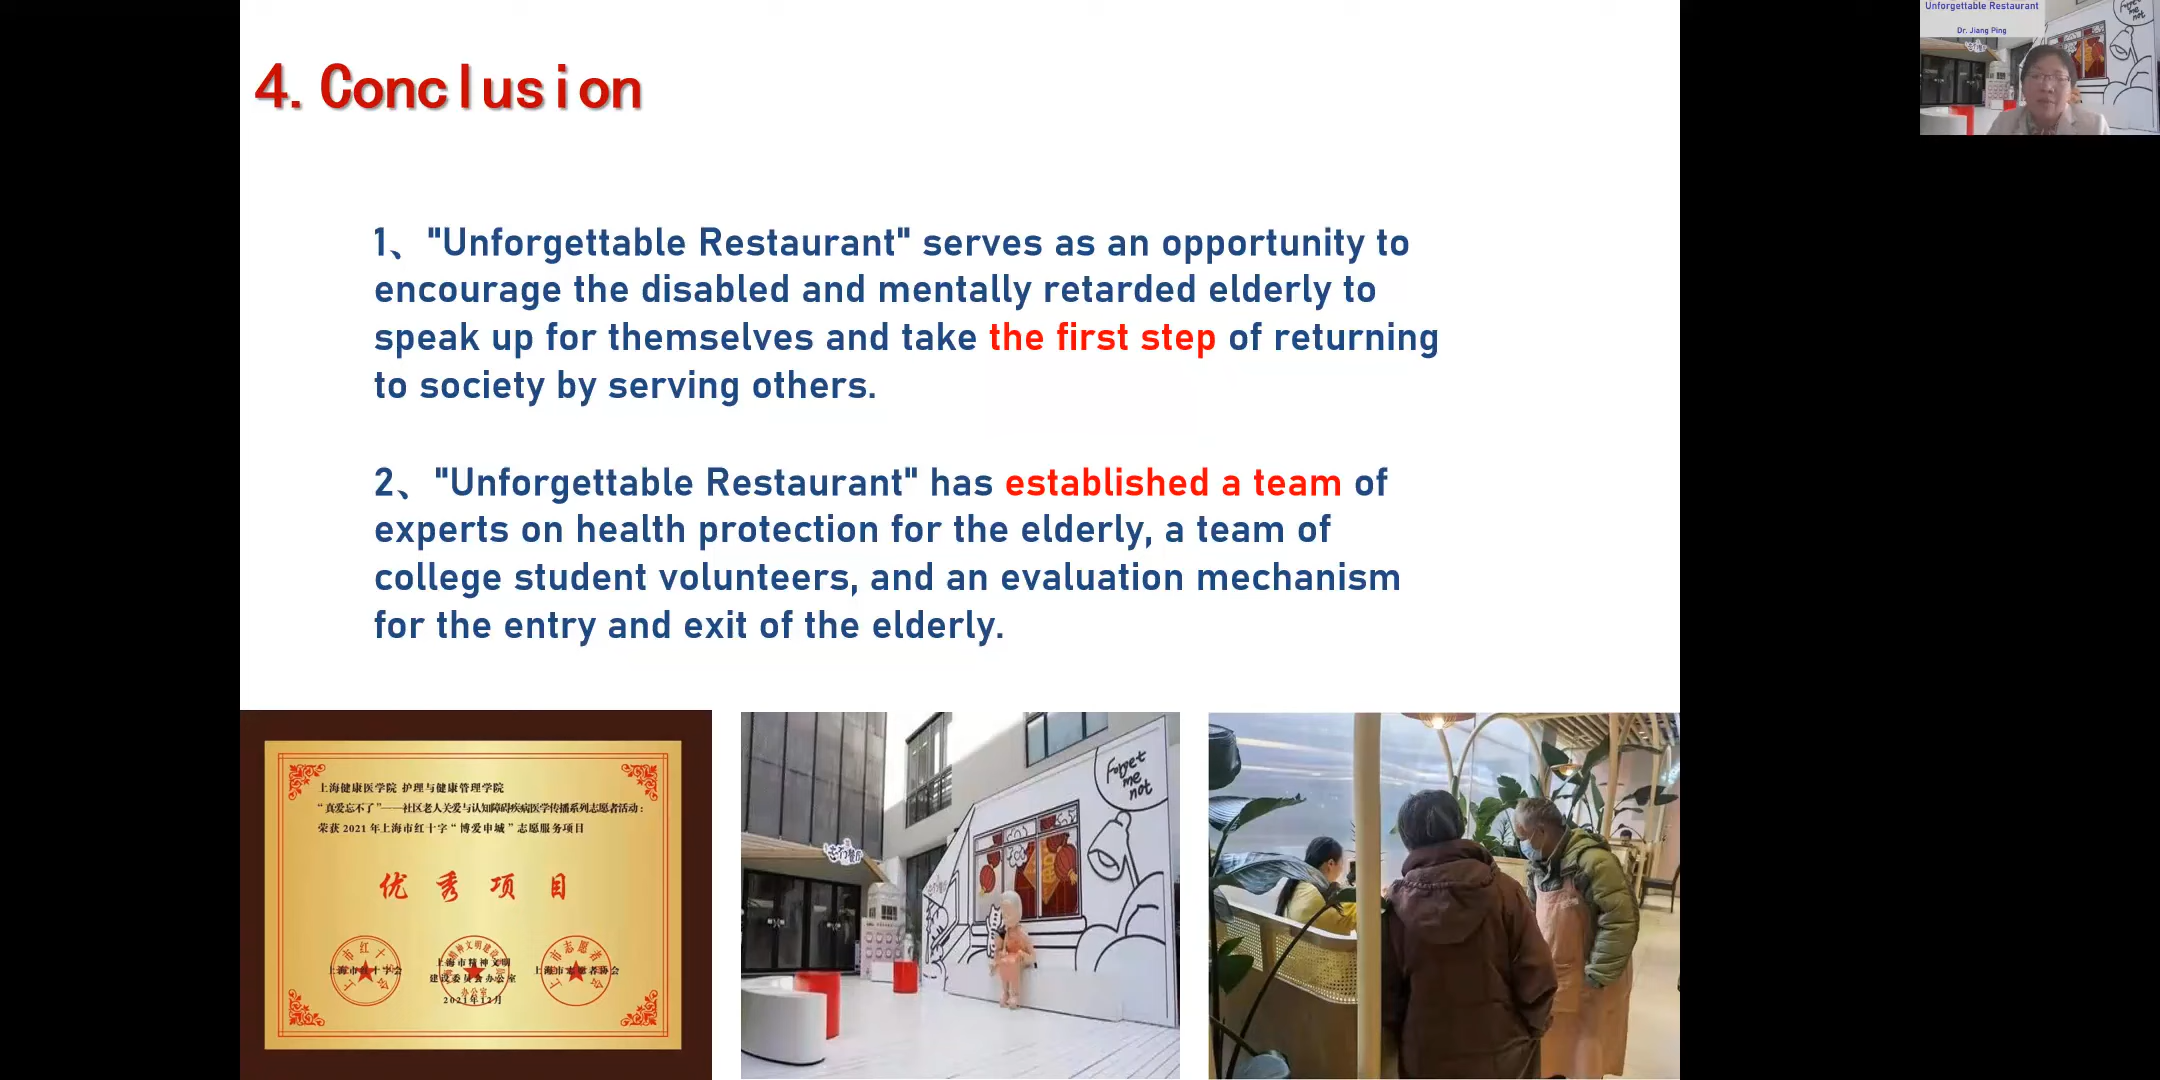 4. Conclusion
1、"Unforgettable Restaurant" serves as an opportunity to
encourage the disabled and mentally retarded elderly to
speak up for themselves and take the first step of returning
to society by serving others.
2、"Unforgettable Restaurant" has established a team of
experts on health protection for the elderly, a team of
college student volunteers, and an evaluation mechanism
for the entry and exit of the elderly.
上海健康医学院 护理与健康管理学院
“真爱忘不了”——社区老人关爱与认知障碍疾病医学传播系列志愿者活动：
荣获 2021 年上海市红十字“博爱申城”志愿服务项目
优秀项目
上海市红十字会
上海市精神文明
建设委员会办公室
2021年12月
上海市志愿者协会
Forget
me
not
Unforgettable Restaurant
Dr. Jiang Ping
Forget
me
not